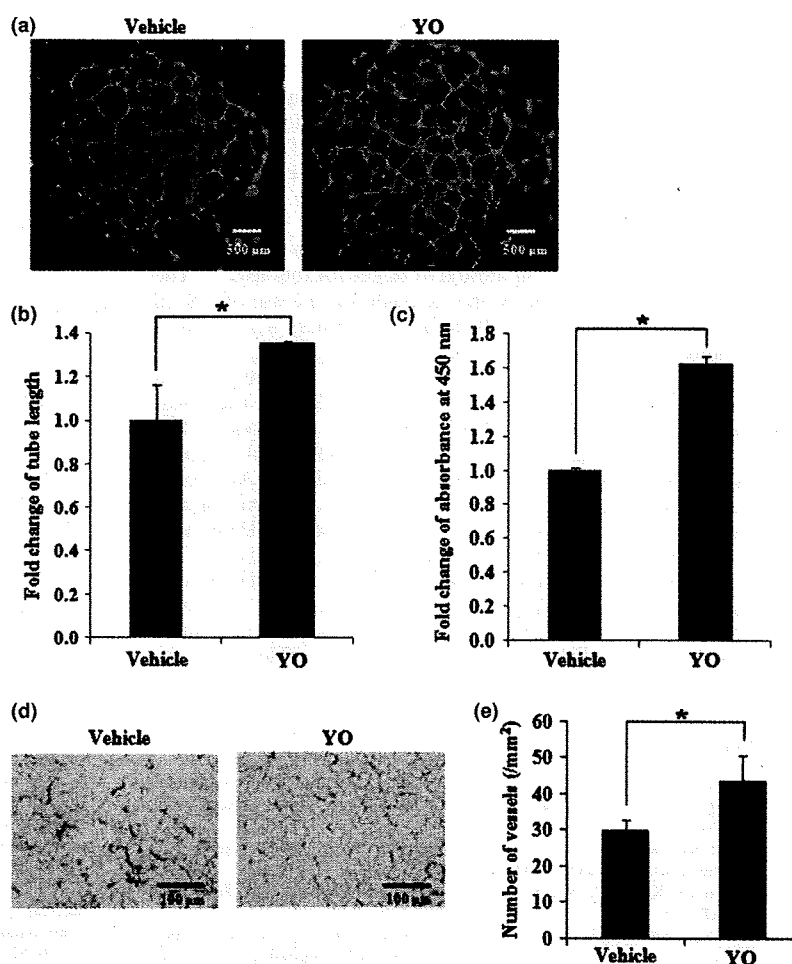 (a)
Vehicle
YO
500 μm
500 μm
(b)
*
Fold change of tube length
1.4
1.2
1.0
0.8
0.6
0.4
0.2
0.0
Vehicle
YO
(c)
*
Fold change of absorbance at 450 nm
1.8
1.6
1.4
1.2
1.0
0.8
0.6
0.4
0.2
0.0
Vehicle
YO
(d)
Vehicle
YO
100 μm
100 μm
(e)
*
Number of vessels (/mm²)
60
50
40
30
20
10
0
Vehicle
YO